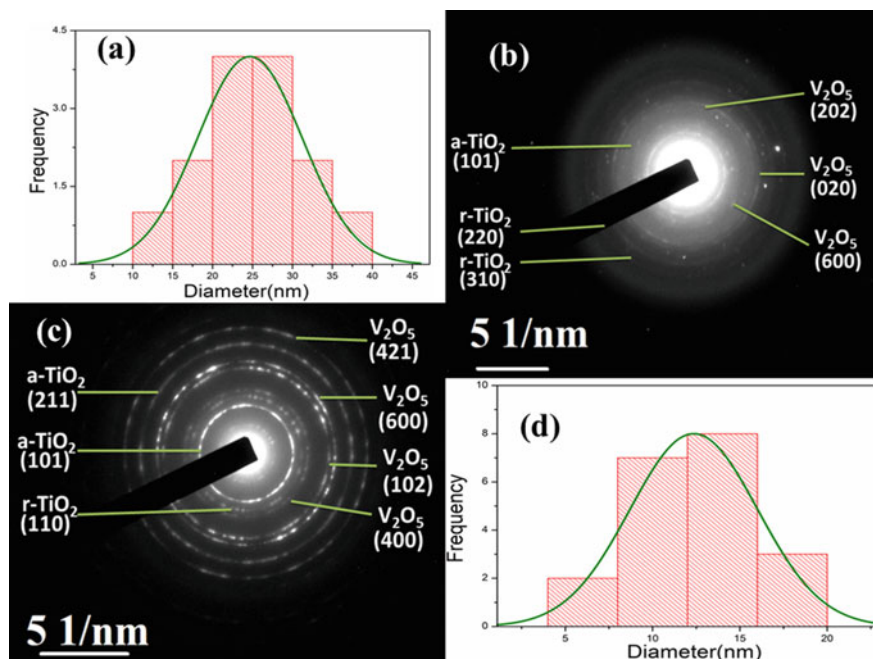 (a)
4.5
3.0
1.5
0.0
Frequency
5 10 15 20 25 30 35 40 45
Diameter(nm)
(b)
V₂O₅
(202)
a-TiO₂
(101)
V₂O₅
(020)
r-TiO₂
(220)
V₂O₅
(600)
r-TiO₂
(310)
5 1/nm
(c)
V₂O₅
(421)
a-TiO₂
(211)
V₂O₅
(600)
a-TiO₂
(101)
V₂O₅
(102)
r-TiO₂
(110)
V₂O₅
(400)
5 1/nm
(d)
10
8
6
4
2
0
Frequency
5 10 15 20
Diameter(nm)